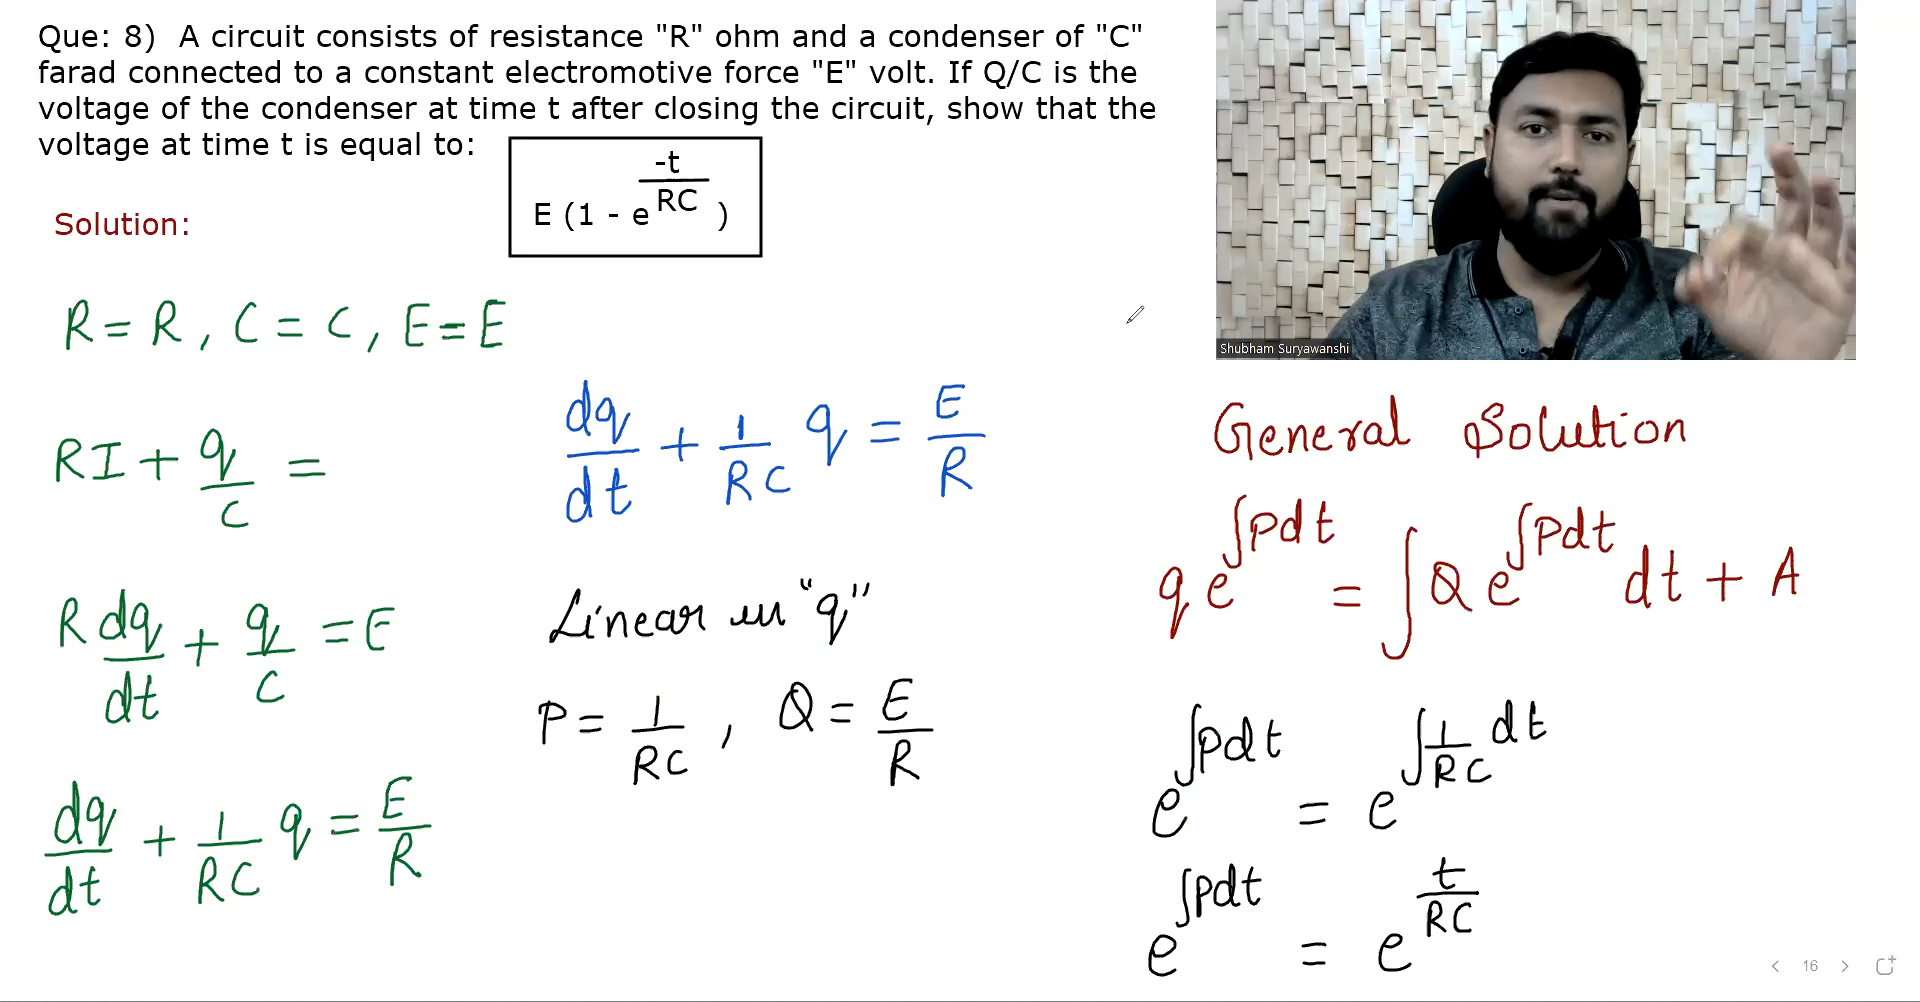 Que: 8) A circuit consists of resistance "R" ohm and a condenser of "C"
farad connected to a constant electromotive force "E" volt. If Q/C is the
voltage of the condenser at time t after closing the circuit, show that the
voltage at time t is equal to:
E (1 - e^(-t/RC))
Solution:
R = R, C = C, E = E
RI + q/C =
R dq/dt + q/C = E
dq/dt + 1/RC q = E/R
dq/dt + 1/RC q = E/R
Linear in "q"
P = 1/RC, Q = E/R
Shubham Suryawanshi
General Solution
q e^(∫Pdt) = ∫Q e^(∫Pdt) dt + A
e^(∫Pdt) = e^(∫1/RC dt)
e^(∫Pdt) = e^(t/RC)
16